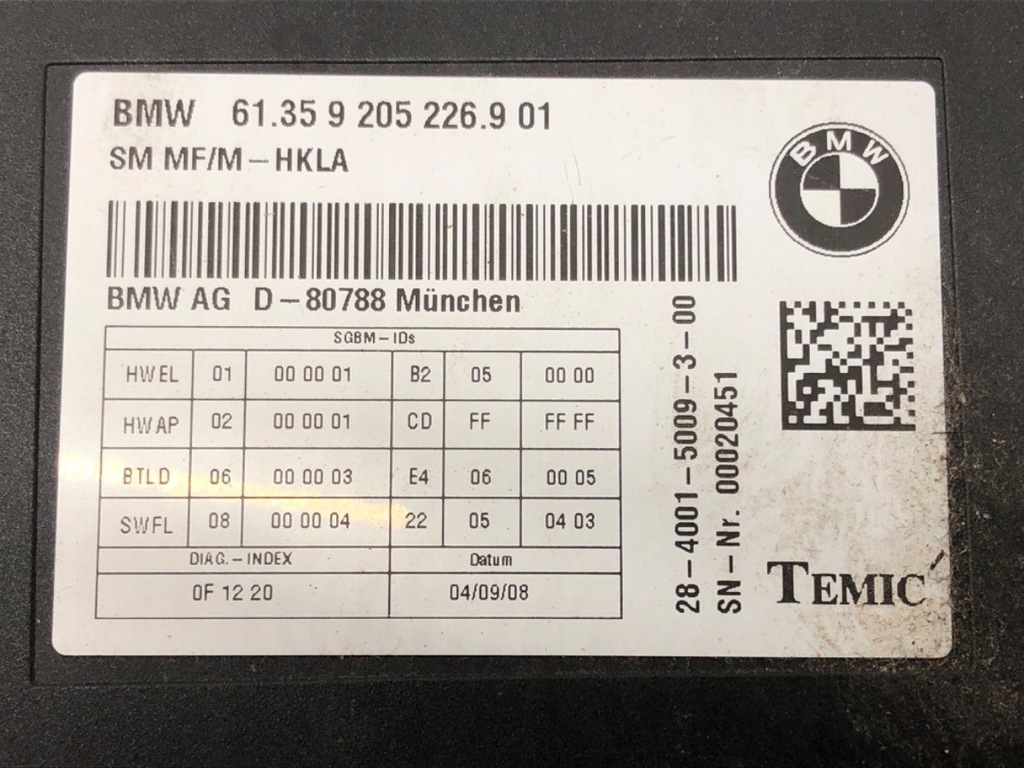 BMW 61.35 9 205 226.9 01
SM MF/M-HKLA
BMW
BMW AG D-80788 München
SGBM-IDs
HWEL 01 00 00 01 B2 05 00 00
HWAP 02 00 00 01 CD FF FF FF
BTLD 06 00 00 03 E4 06 00 05
SWFL 08 00 00 04 22 05 04 03
DIAG.-INDEX Datum
0F 12 20 04/09/08
28-4001-5009-3-00
SN-Nr. 00020451
TEMIC